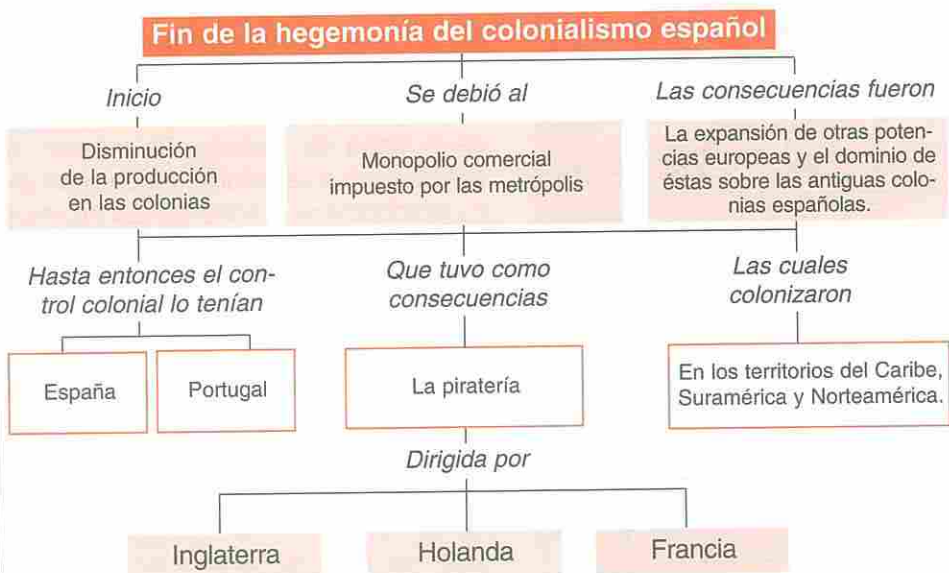 Fin de la hegemonía del colonialismo español
Inicio
Se debió al
Las consecuencias fueron
Disminución
de la producción
en las colonias
Monopolio comercial
impuesto por las metrópolis
La expansión de otras poten-
cias europeas y el dominio de
éstas sobre las antiguas colo-
nias españolas.
Hasta entonces el con-
trol colonial lo tenían
Que tuvo como
consecuencias
Las cuales
colonizaron
España
Portugal
La piratería
En los territorios del Caribe,
Suramérica y Norteamérica.
Dirigida por
Inglaterra
Holanda
Francia